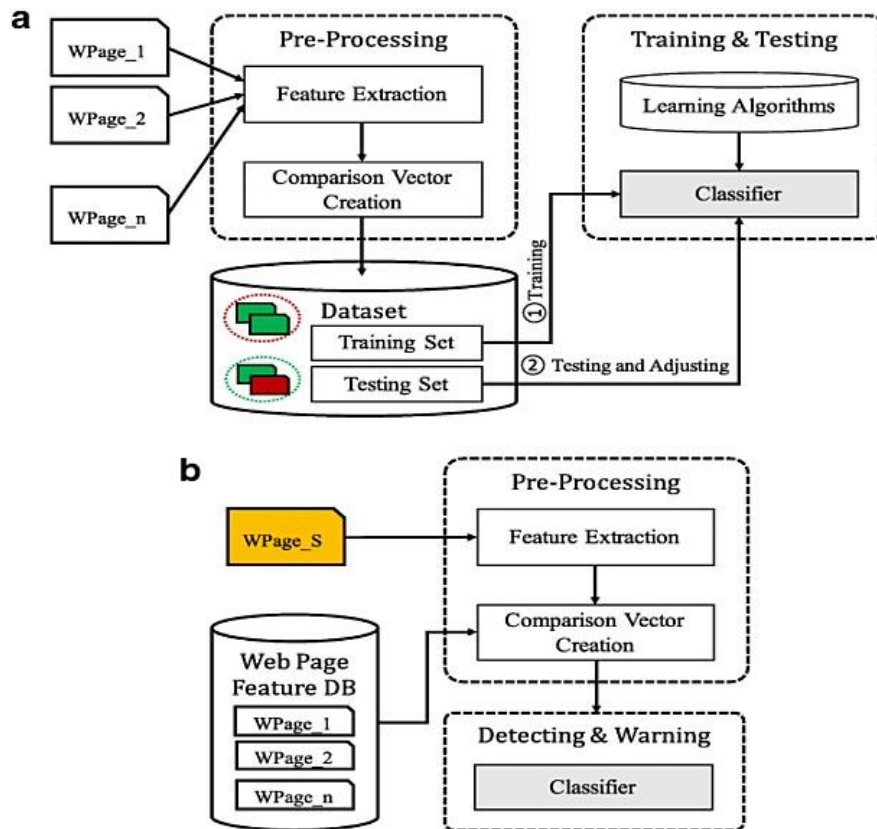 a
Pre-Processing
Training & Testing
WPage_1
WPage_2
WPage_n
Feature Extraction
Comparison Vector
Creation
Learning Algorithms
Classifier
Dataset
Training Set
Testing Set
①Training
② Testing and Adjusting
b
Pre-Processing
WPage_S
Feature Extraction
Comparison Vector
Creation
Web Page
Feature DB
WPage_1
WPage_2
WPage_n
Detecting & Warning
Classifier